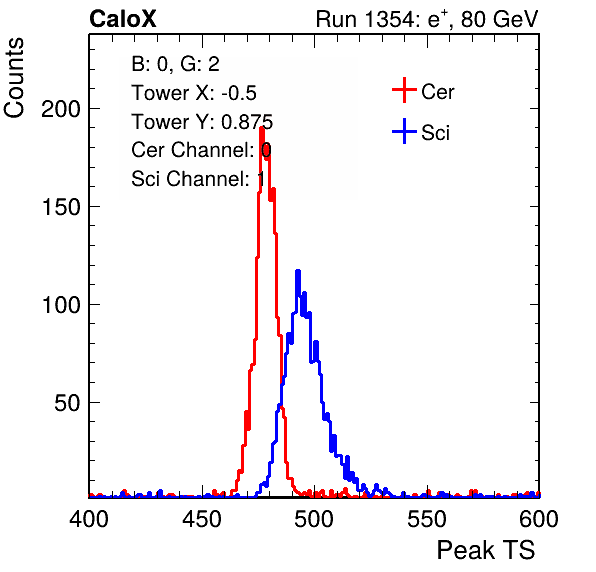 CaloX Run 1354: e⁺, 80 GeV
Counts
B: 0, G: 2
Tower X: -0.5
Tower Y: 0.875
Cer Channel: 0
Sci Channel: 1
Cer
Sci
200
150
100
50
400 450 500 550 600
Peak TS